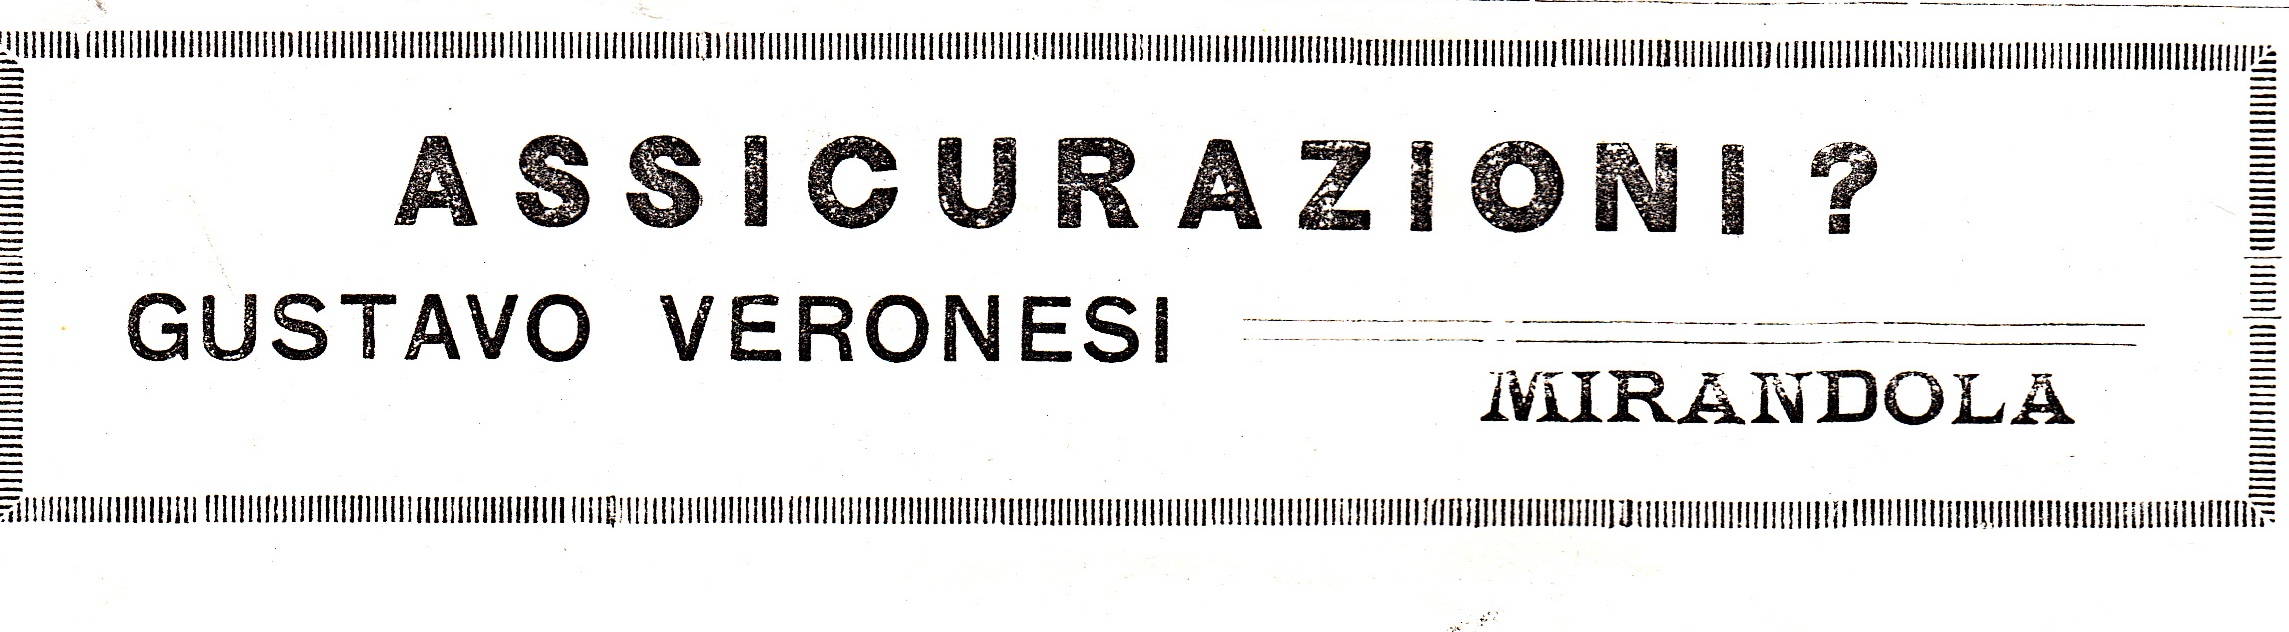 ASSICURAZIONI?
GUSTAVO VERONESI
MIRANDOLA